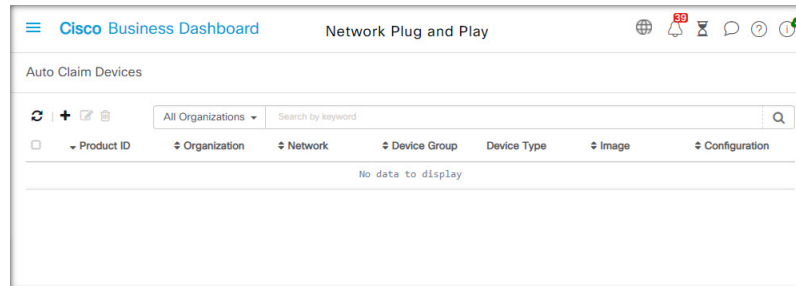 Cisco Business Dashboard Network Plug and Play 39
Auto Claim Devices
All Organizations Search by keyword
Product ID Organization Network Device Group Device Type Image Configuration
No data to display